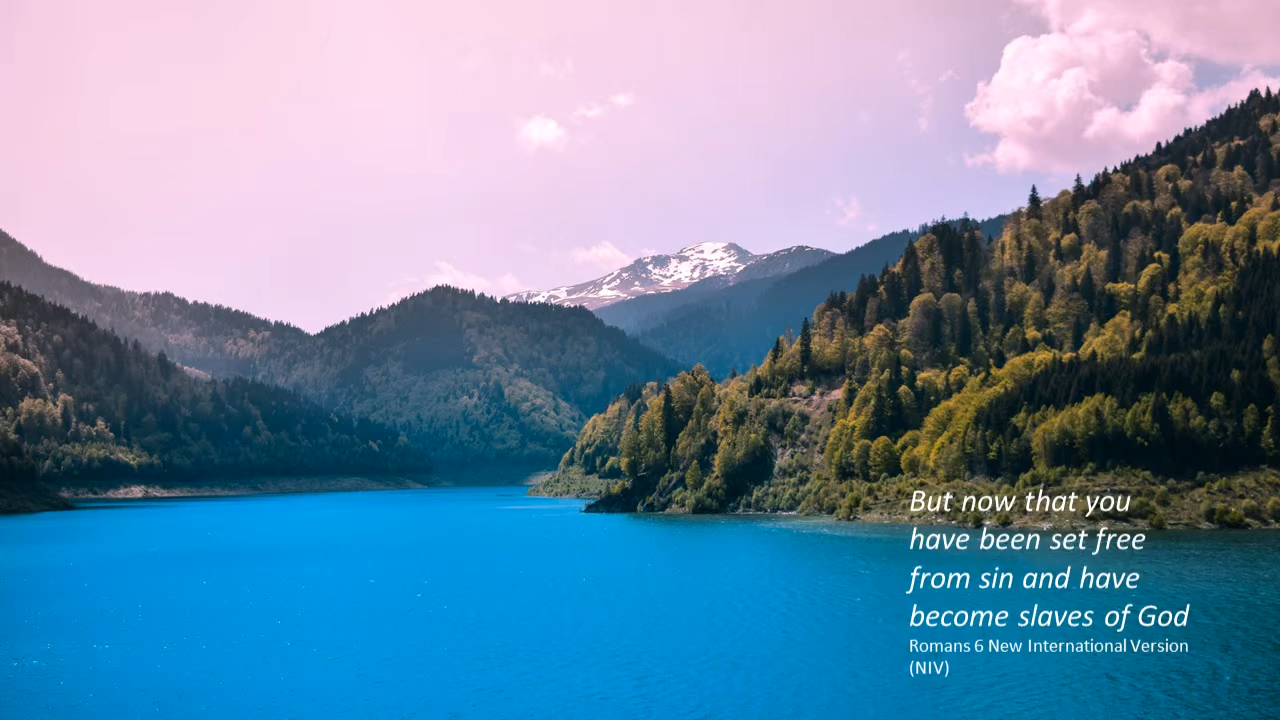 But now that you
have been set free
from sin and have
become slaves of God
Romans 6 New International Version
(NIV)